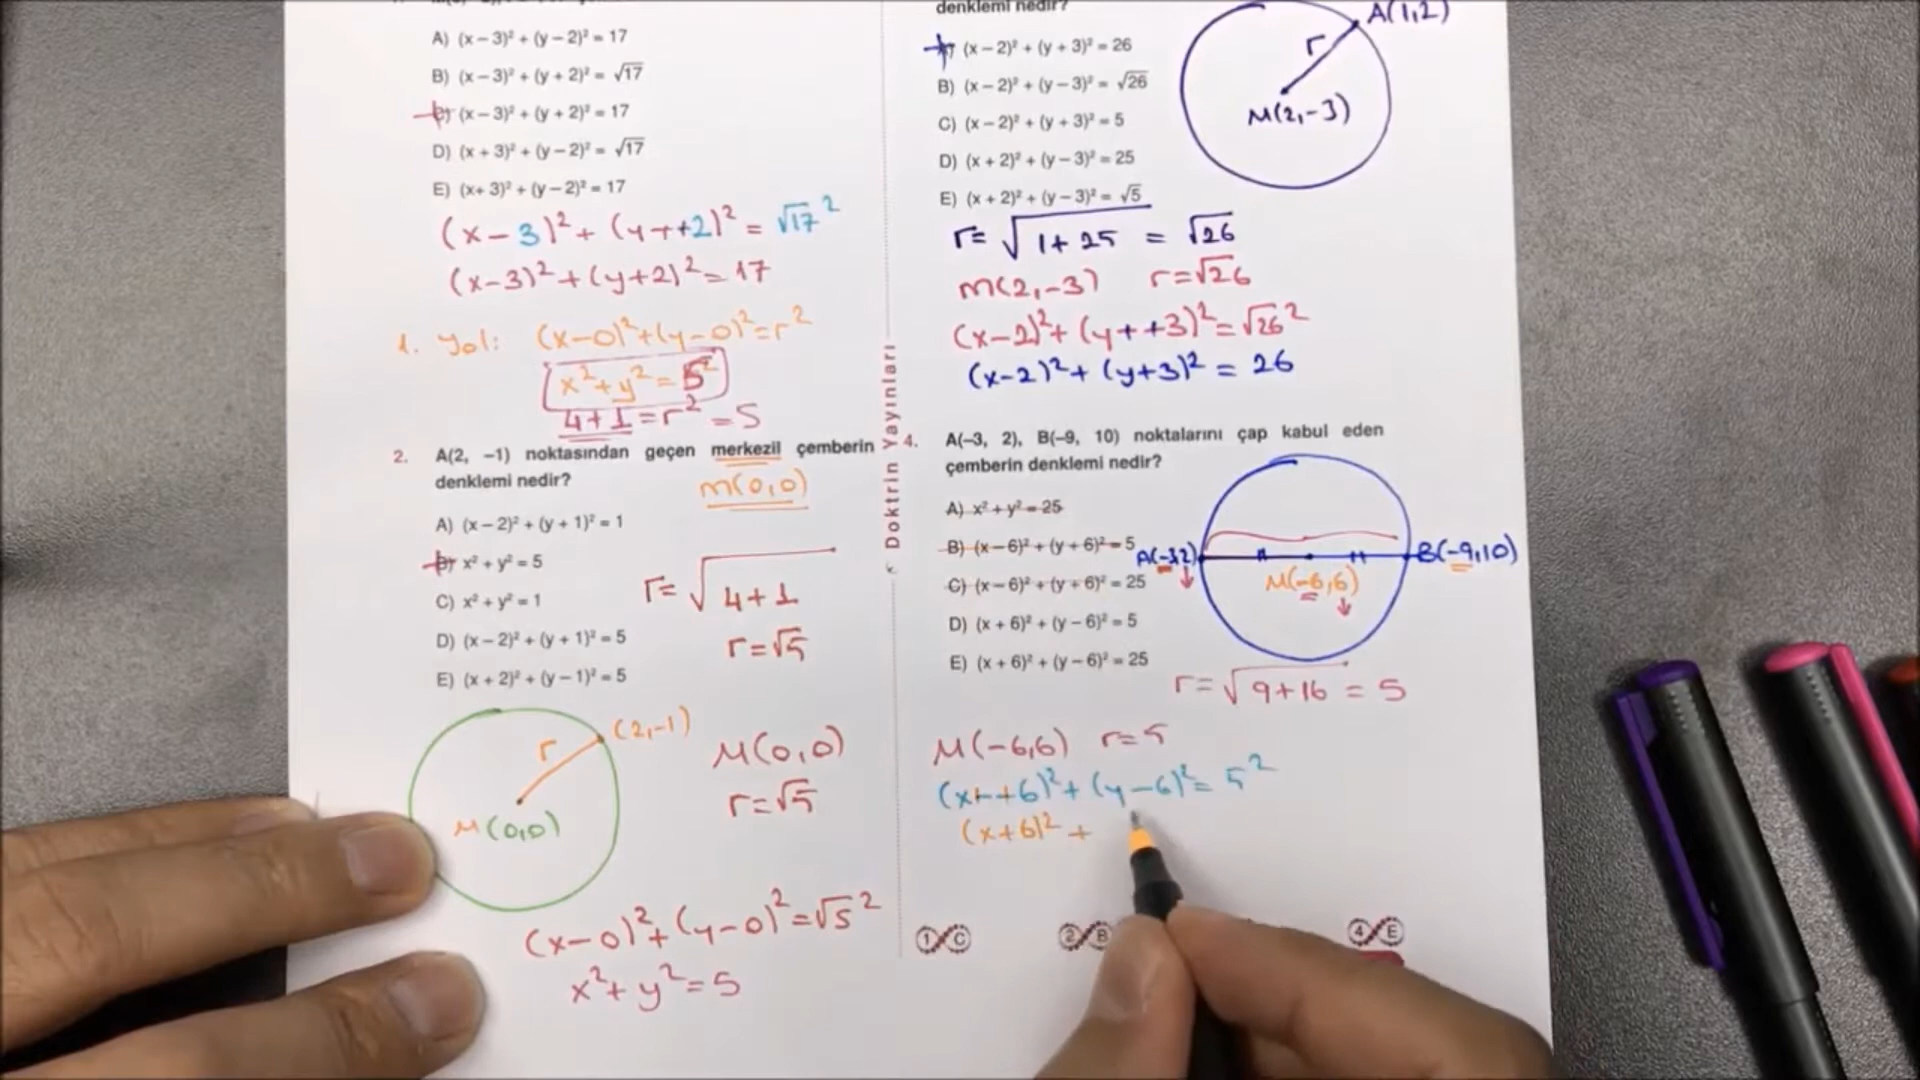 A) (x – 3)² + (y – 2)² = 17
B) (x – 3)² + (y + 2)² = √17
C) (x – 3)² + (y + 2)² = 17
D) (x + 3)² + (y – 2)² = √17
E) (x+ 3)² + (y – 2)² = 17
(x-3)² + (y-+2)² = √17²
(x-3)² + (y+2)² = 17
1. Yol: (x-0)²+(y-0)²=r²
x²+y² = 5²
4+1 = r² = 5
2. A(2, –1) noktasından geçen merkezil çemberin
denklemi nedir?
M(0,0)
A) (x – 2)² + (y + 1)² = 1
B) x² + y² = 5
C) x² + y² = 1
D) (x – 2)² + (y + 1)² = 5
E) (x + 2)² + (y – 1)² = 5
r= √4+1
r=√5
(2,-1)
r
M(0,0)
M(0,0)
r=√5
(x-0)²+(y-0)²=√5²
x²+y²=5
Doktrin Yayınları
denklemi nedir?
A(1,2)
r
M(2,-3)
(x – 2)² + (y + 3)² = 26
B) (x – 2)² + (y – 3)² = √26
C) (x – 2)² + (y + 3)² = 5
D) (x + 2)² + (y – 3)² = 25
E) (x + 2)² + (y – 3)² = √5
r= √1+25 = √26
M(2,-3) r=√26
(x-2)²+(y++3)²=√26²
(x-2)²+(y+3)² = 26
4. A(–3, 2), B(–9, 10) noktalarını çap kabul eden
çemberin denklemi nedir?
A) x² + y² = 25
B) (x – 6)² + (y + 6)² = 5
C) (x – 6)² + (y + 6)² = 25
D) (x + 6)² + (y – 6)² = 5
E) (x + 6)² + (y – 6)² = 25
A(-3,2)
B(-9,10)
M(-6,6)
r=√9+16 = 5
M(-6,6) r=5
(x-+6)²+(y-6)²= 5²
(x+6)² +
1 C
2 B
4 E